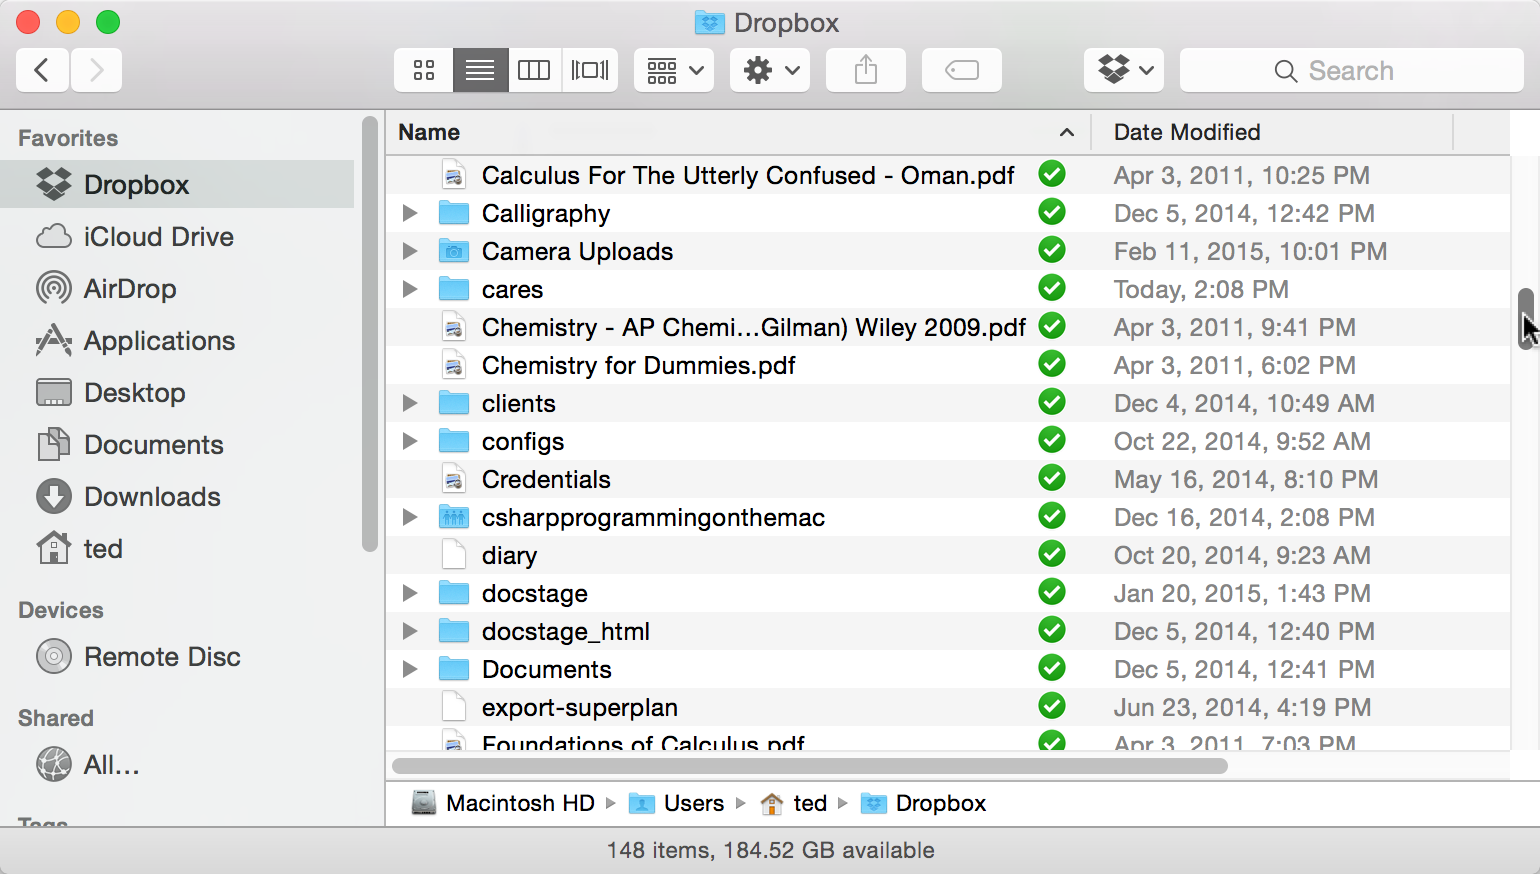 Dropbox
Search
Favorites
Dropbox
iCloud Drive
AirDrop
Applications
Desktop
Documents
Downloads
ted
Devices
Remote Disc
Shared
All...
Tags
Name Date Modified
Calculus For The Utterly Confused - Oman.pdf Apr 3, 2011, 10:25 PM
Calligraphy Dec 5, 2014, 12:42 PM
Camera Uploads Feb 11, 2015, 10:01 PM
cares Today, 2:08 PM
Chemistry - AP Chemi...Gilman) Wiley 2009.pdf Apr 3, 2011, 9:41 PM
Chemistry for Dummies.pdf Apr 3, 2011, 6:02 PM
clients Dec 4, 2014, 10:49 AM
configs Oct 22, 2014, 9:52 AM
Credentials May 16, 2014, 8:10 PM
csharpprogrammingonthemac Dec 16, 2014, 2:08 PM
diary Oct 20, 2014, 9:23 AM
docstage Jan 20, 2015, 1:43 PM
docstage_html Dec 5, 2014, 12:40 PM
Documents Dec 5, 2014, 12:41 PM
export-superplan Jun 23, 2014, 4:19 PM
Foundations of Calculus.pdf Apr 3, 2011, 7:03 PM
Macintosh HD Users ted Dropbox
148 items, 184.52 GB available